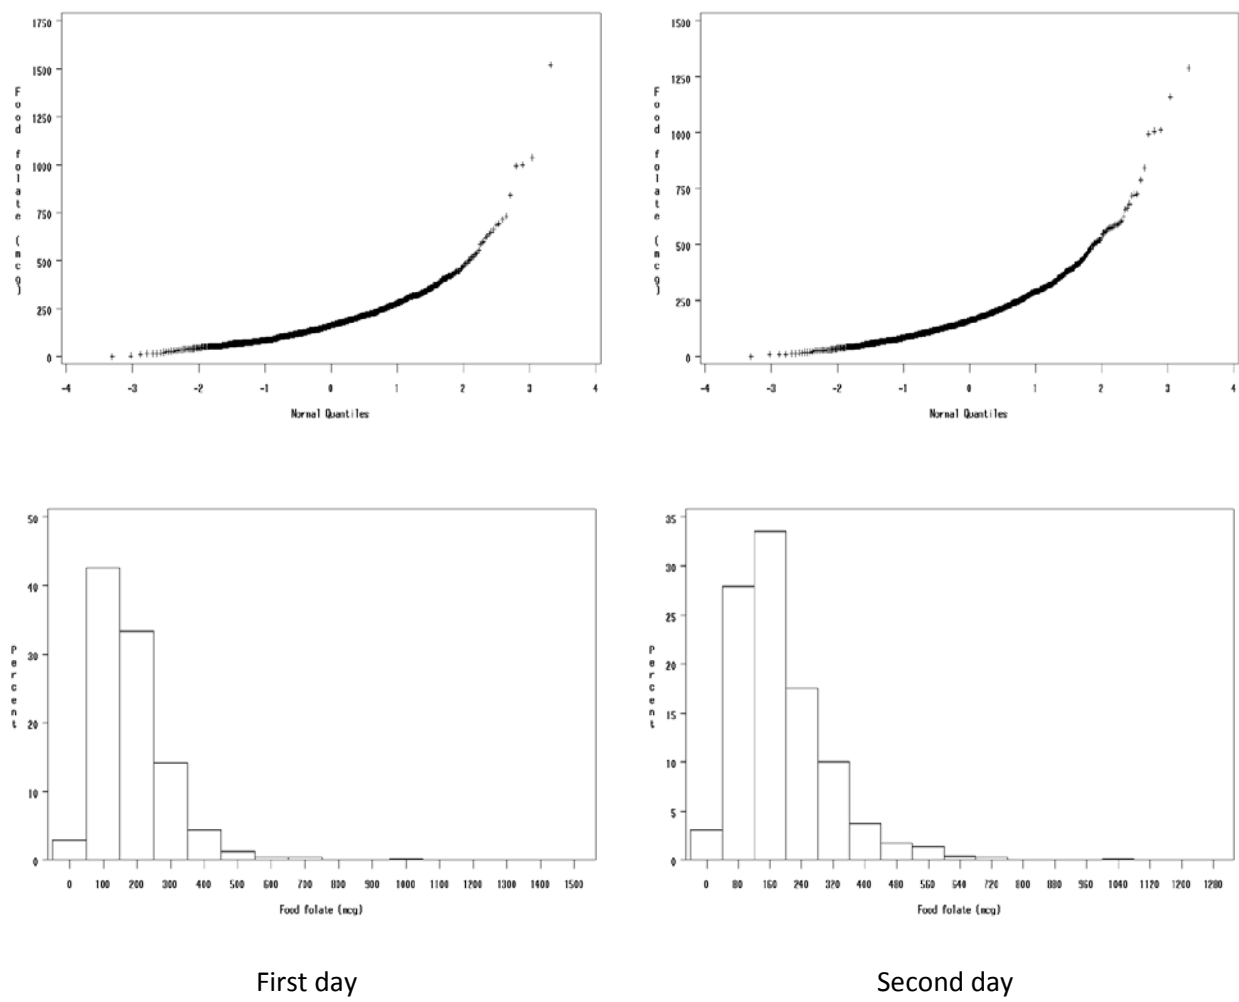 1750
1500
1250
1000
750
500
250
0
Food folate (mcg)
-4 -3 -2 -1 0 1 2 3 4
Normal Quantiles
1500
1250
1000
750
500
250
0
Food folate (mcg)
-4 -3 -2 -1 0 1 2 3 4
Normal Quantiles
50
40
30
20
10
0
Percent
0 100 200 300 400 500 600 700 800 900 1000 1100 1200 1300 1400 1500
Food folate (mcg)
35
30
25
20
15
10
5
0
Percent
0 80 160 240 320 400 480 560 640 720 800 880 960 1040 1120 1200 1280
Food folate (mcg)
First day
Second day